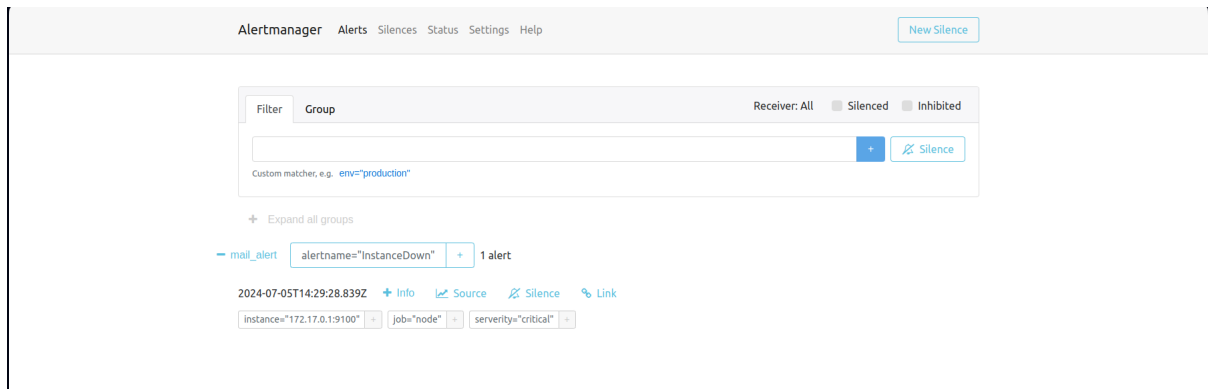 Alertmanager Alerts Silences Status Settings Help New Silence
Filter Group Receiver: All Silenced Inhibited
+ Silence
Custom matcher, e.g. env="production"
+ Expand all groups
− mail_alert alertname="InstanceDown" + 1 alert
2024-07-05T14:29:28.839Z + Info Source Silence Link
instance="172.17.0.1:9100" + job="node" + serverity="critical" +